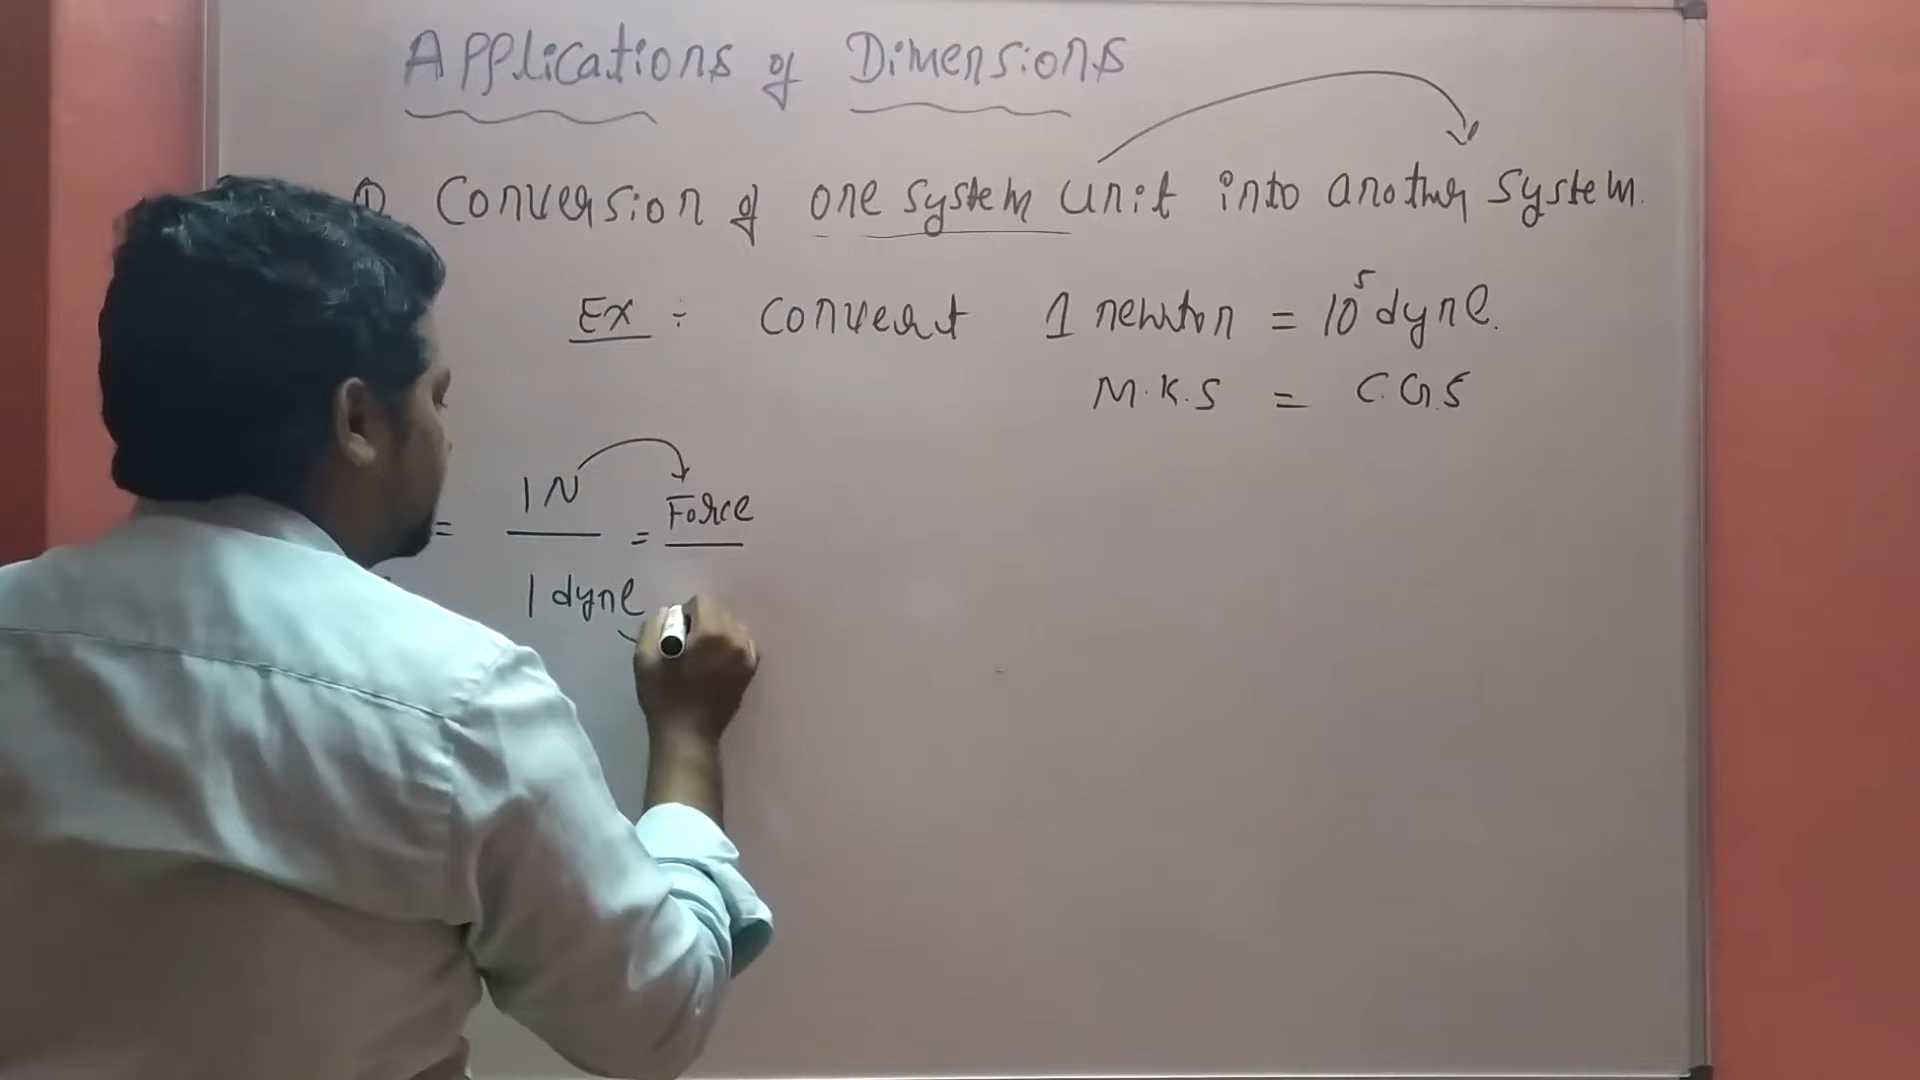 Applications of Dimensions
① Conversion of one system unit into another system.
Ex ÷ convert 1 newton = 10⁵ dyne.
M.K.S = C.G.S
= 1N / 1 dyne = Force